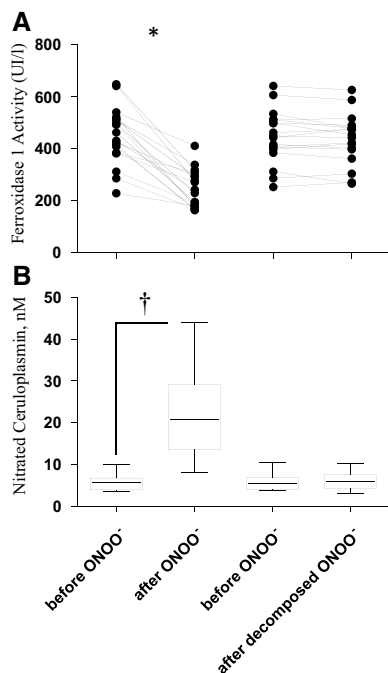 A
*
Ferroxidase 1 Activity (UI/l)
800
600
400
200
0
B
†
Nitrated Ceruloplasmin, nM
50
40
30
20
10
0
before ONOO⁻
after ONOO⁻
before ONOO⁻
after decomposed ONOO⁻